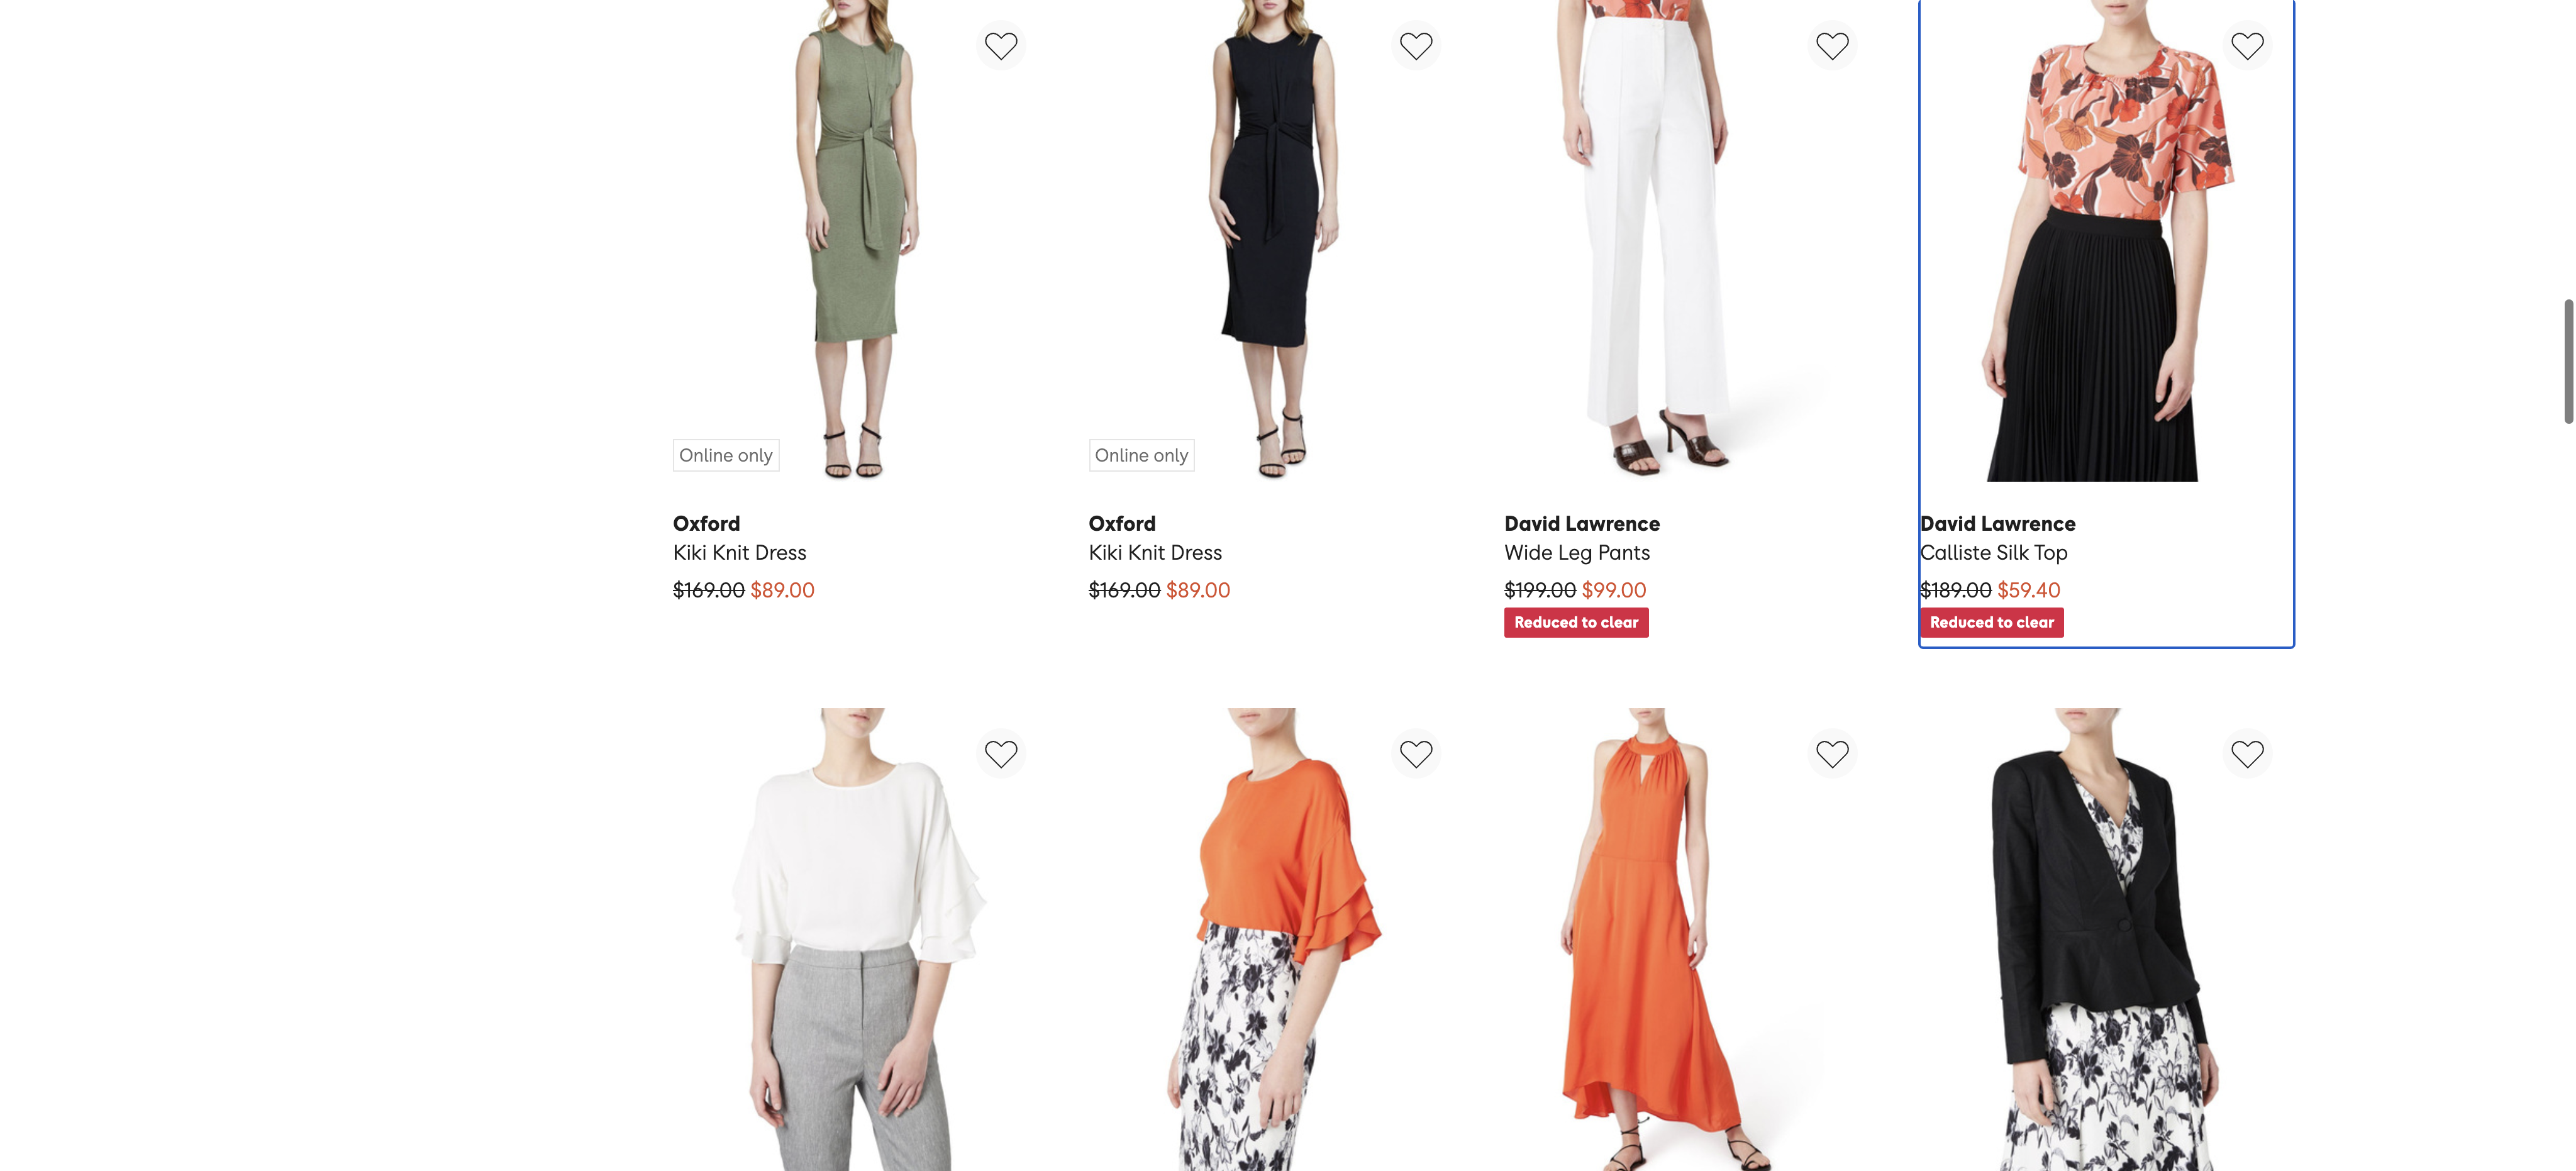 Online only
Online only
Oxford
Kiki Knit Dress
$169.00 $89.00
Oxford
Kiki Knit Dress
$169.00 $89.00
David Lawrence
Wide Leg Pants
$199.00 $99.00
Reduced to clear
David Lawrence
Calliste Silk Top
$189.00 $59.40
Reduced to clear